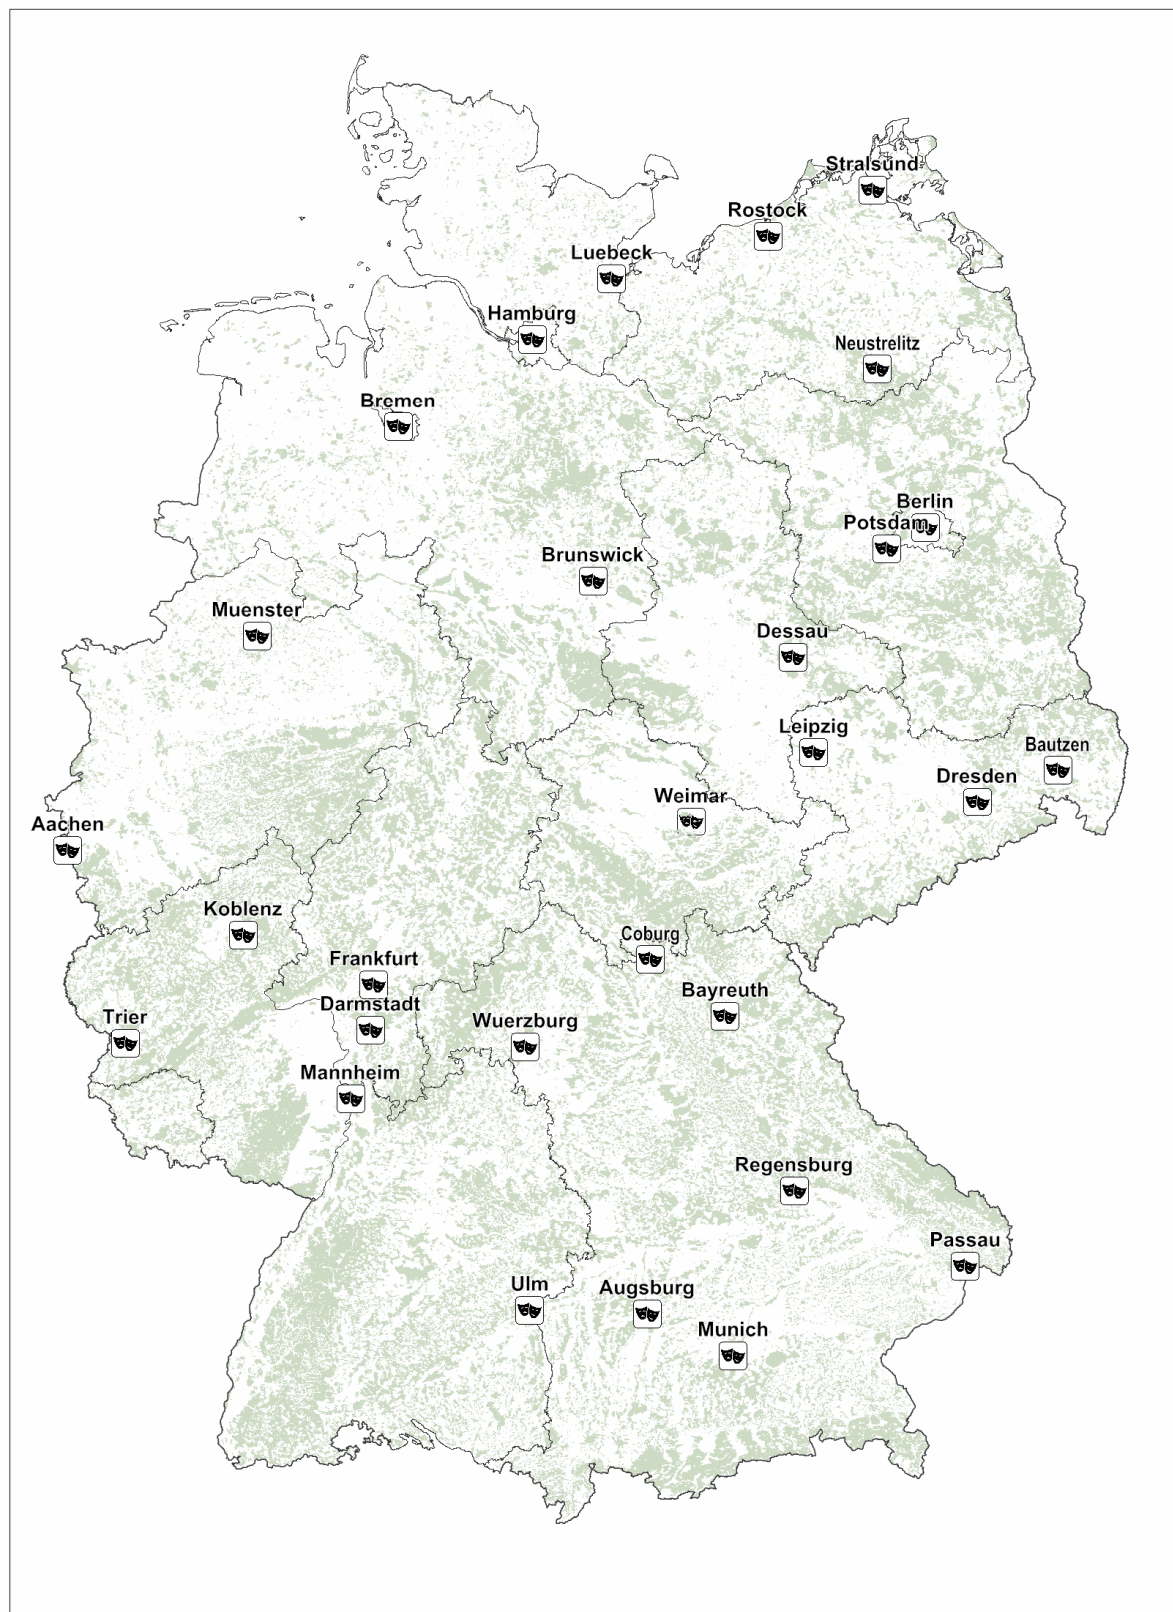 Stralsund
Rostock
Luebeck
Hamburg
Neustrelitz
Bremen
Berlin
Potsdam
Brunswick
Muenster
Dessau
Leipzig
Bautzen
Dresden
Weimar
Aachen
Koblenz
Coburg
Frankfurt
Bayreuth
Darmstadt
Trier
Wuerzburg
Mannheim
Regensburg
Passau
Ulm
Augsburg
Munich